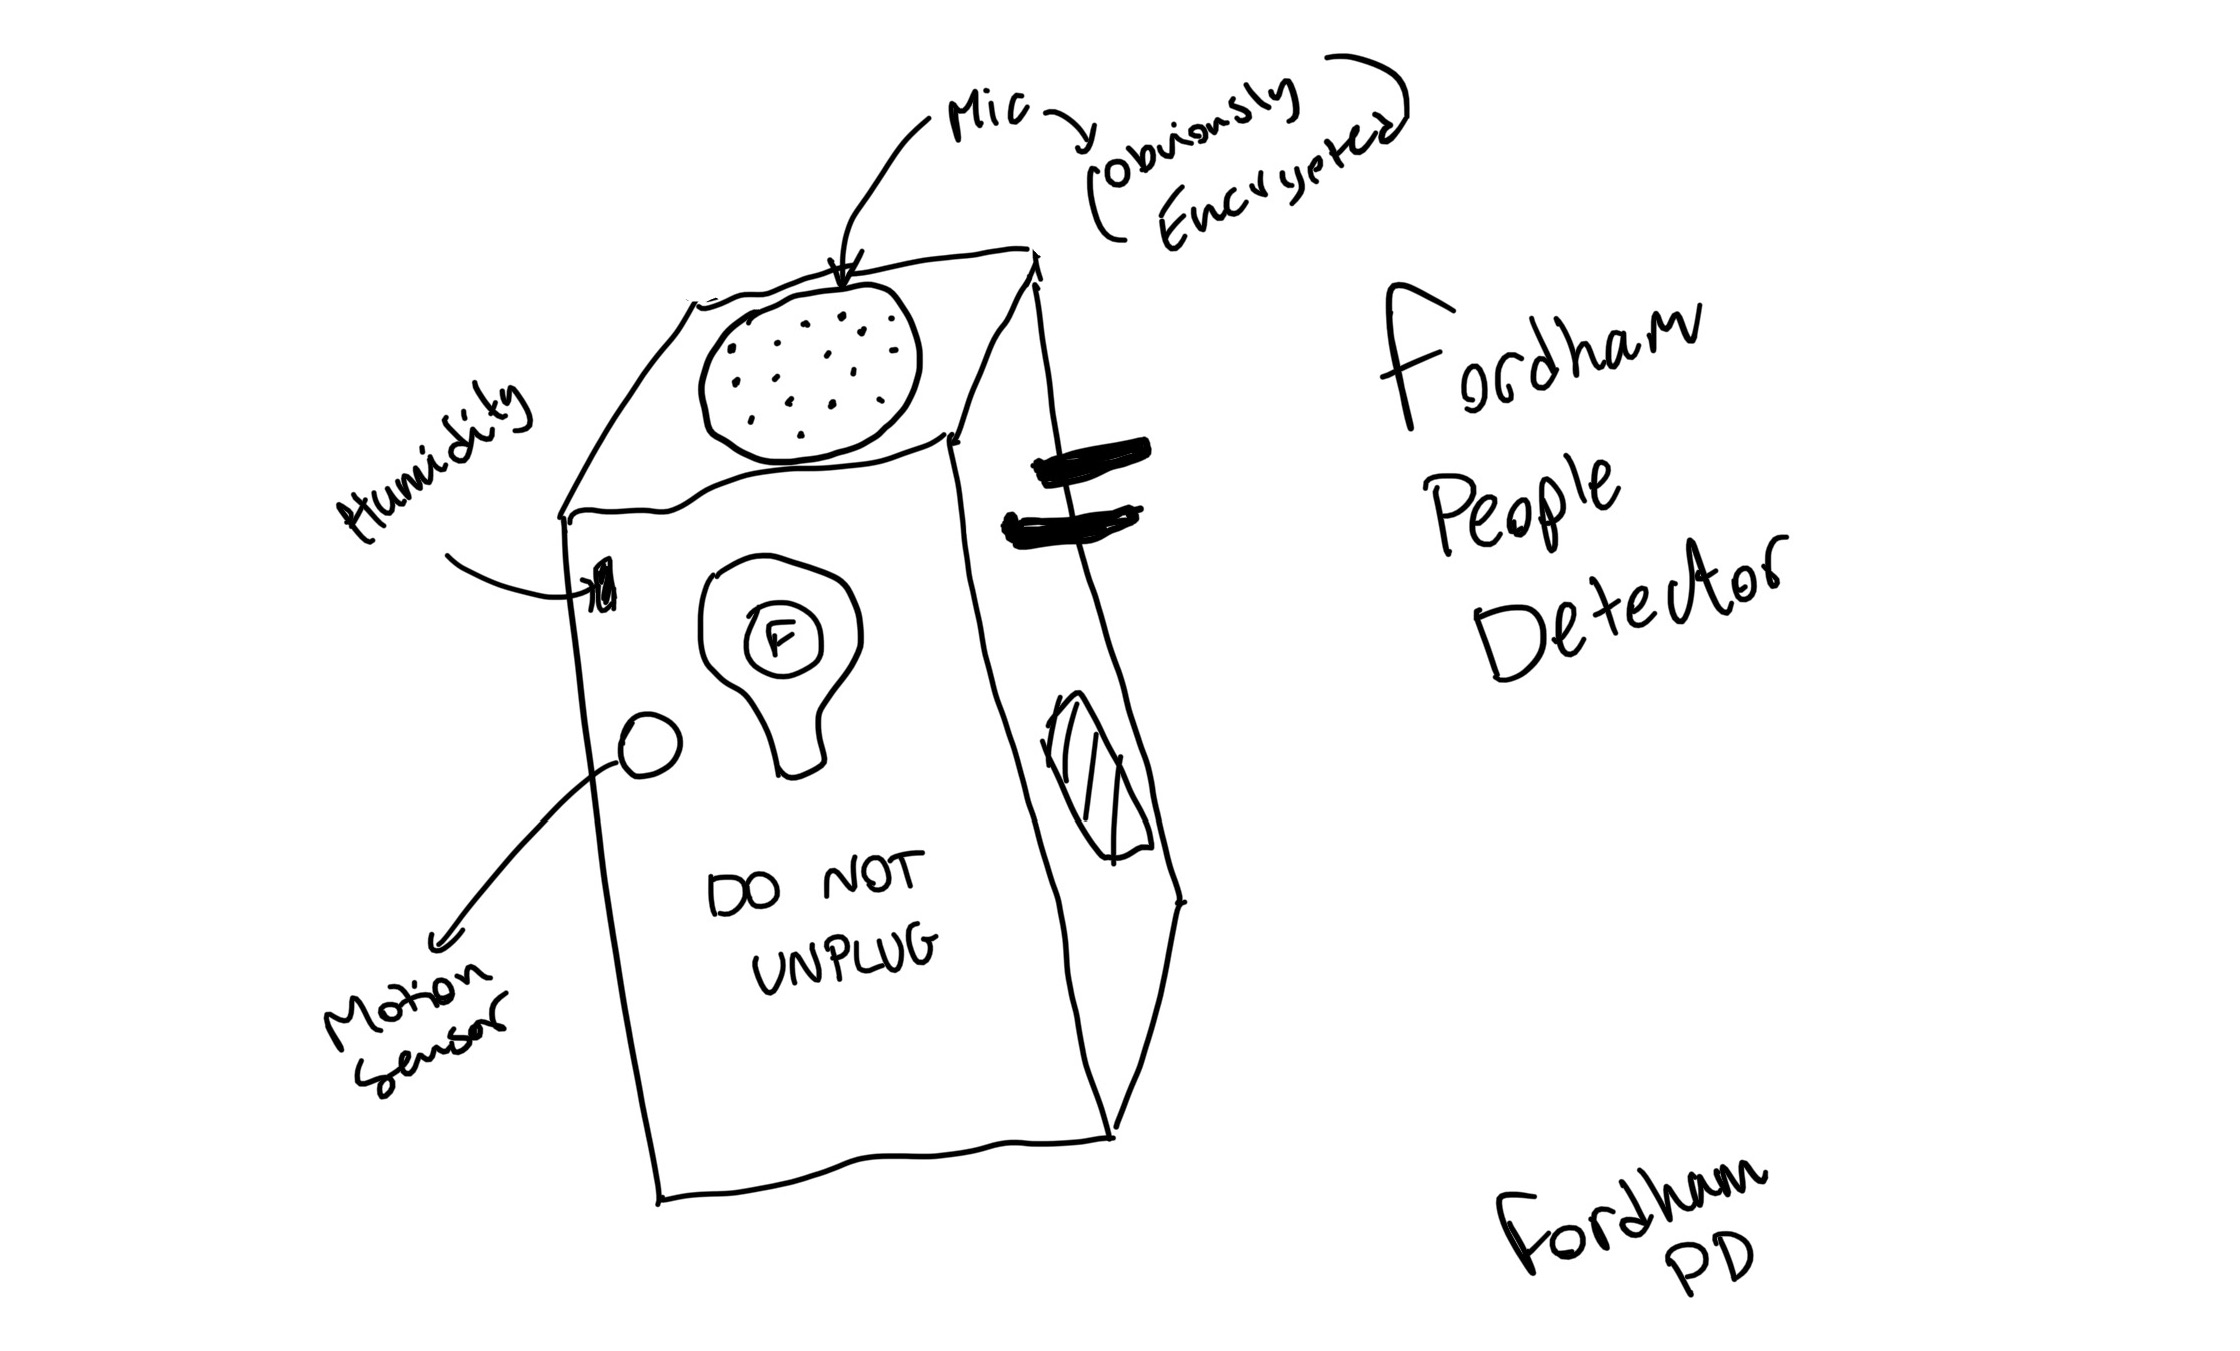 Mic
(Obviously
Encrypted)
Fordham
People
Detector
Humidity
F
DO NOT
UNPLUG
Motion
Sensor
Fordham
PD